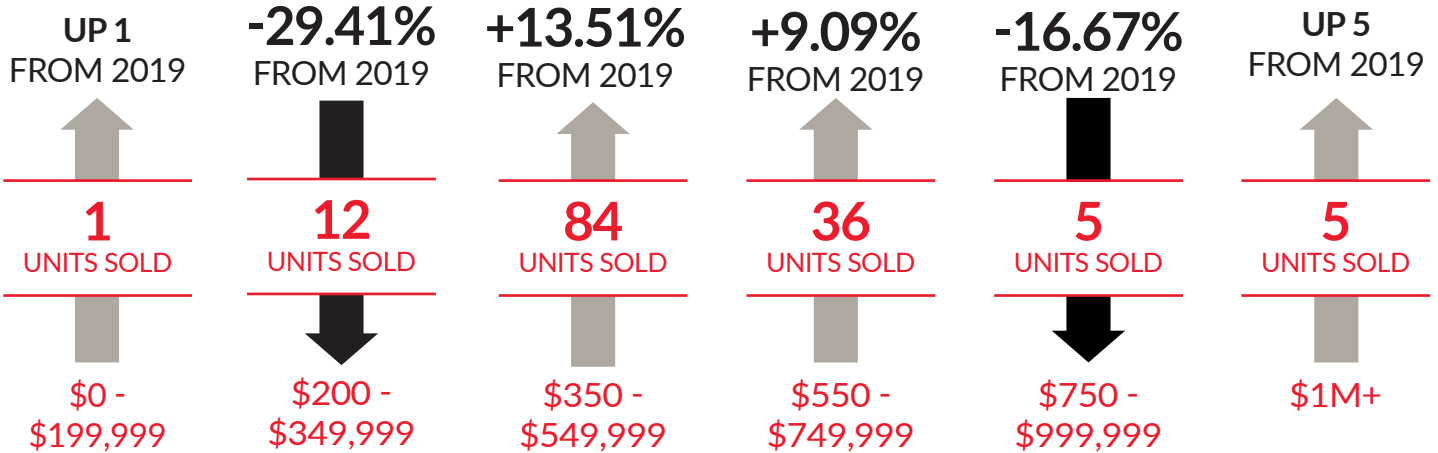 UP 1
FROM 2019
1
UNITS SOLD
$0 -
$199,999
-29.41%
FROM 2019
12
UNITS SOLD
$200 -
$349,999
+13.51%
FROM 2019
84
UNITS SOLD
$350 -
$549,999
+9.09%
FROM 2019
36
UNITS SOLD
$550 -
$749,999
-16.67%
FROM 2019
5
UNITS SOLD
$750 -
$999,999
UP 5
FROM 2019
5
UNITS SOLD
$1M+